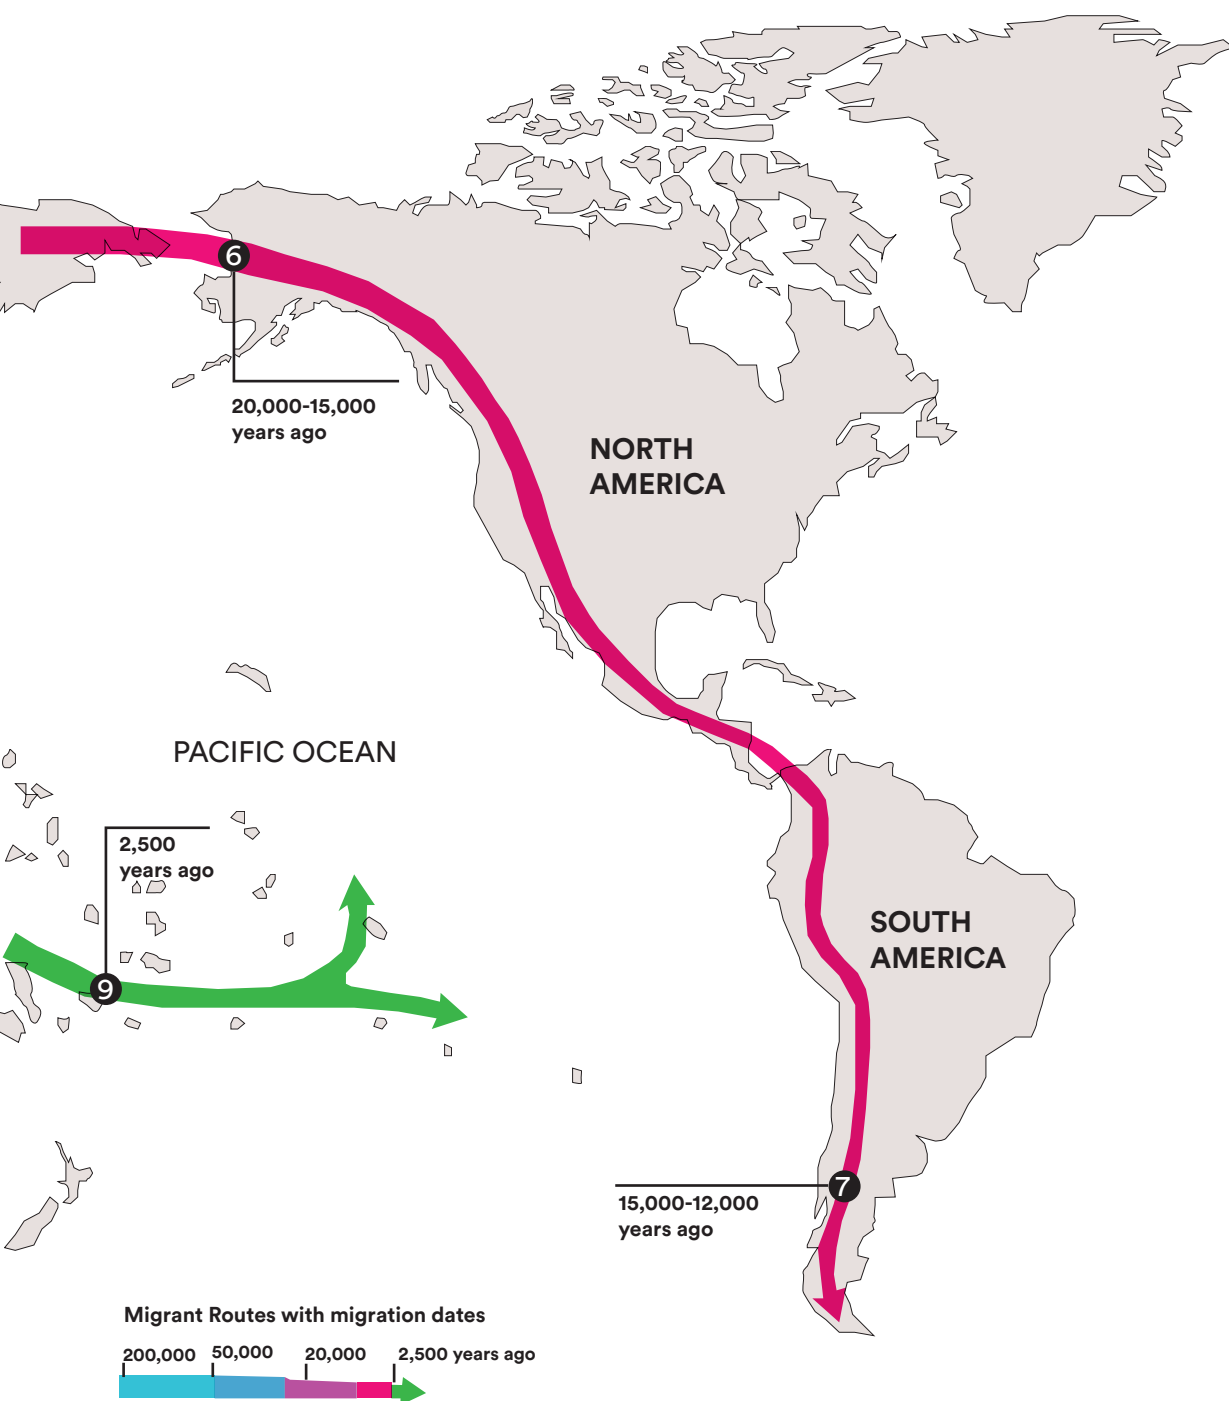 6
20,000-15,000
years ago
NORTH
AMERICA
PACIFIC OCEAN
2,500
years ago
9
SOUTH
AMERICA
7
15,000-12,000
years ago
Migrant Routes with migration dates
200,000 50,000 20,000 2,500 years ago